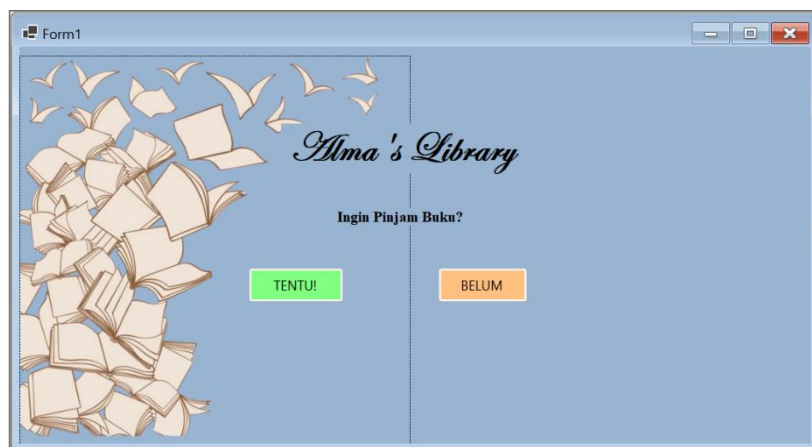 Form1
Alma 's Library
Ingin Pinjam Buku?
TENTU!
BELUM